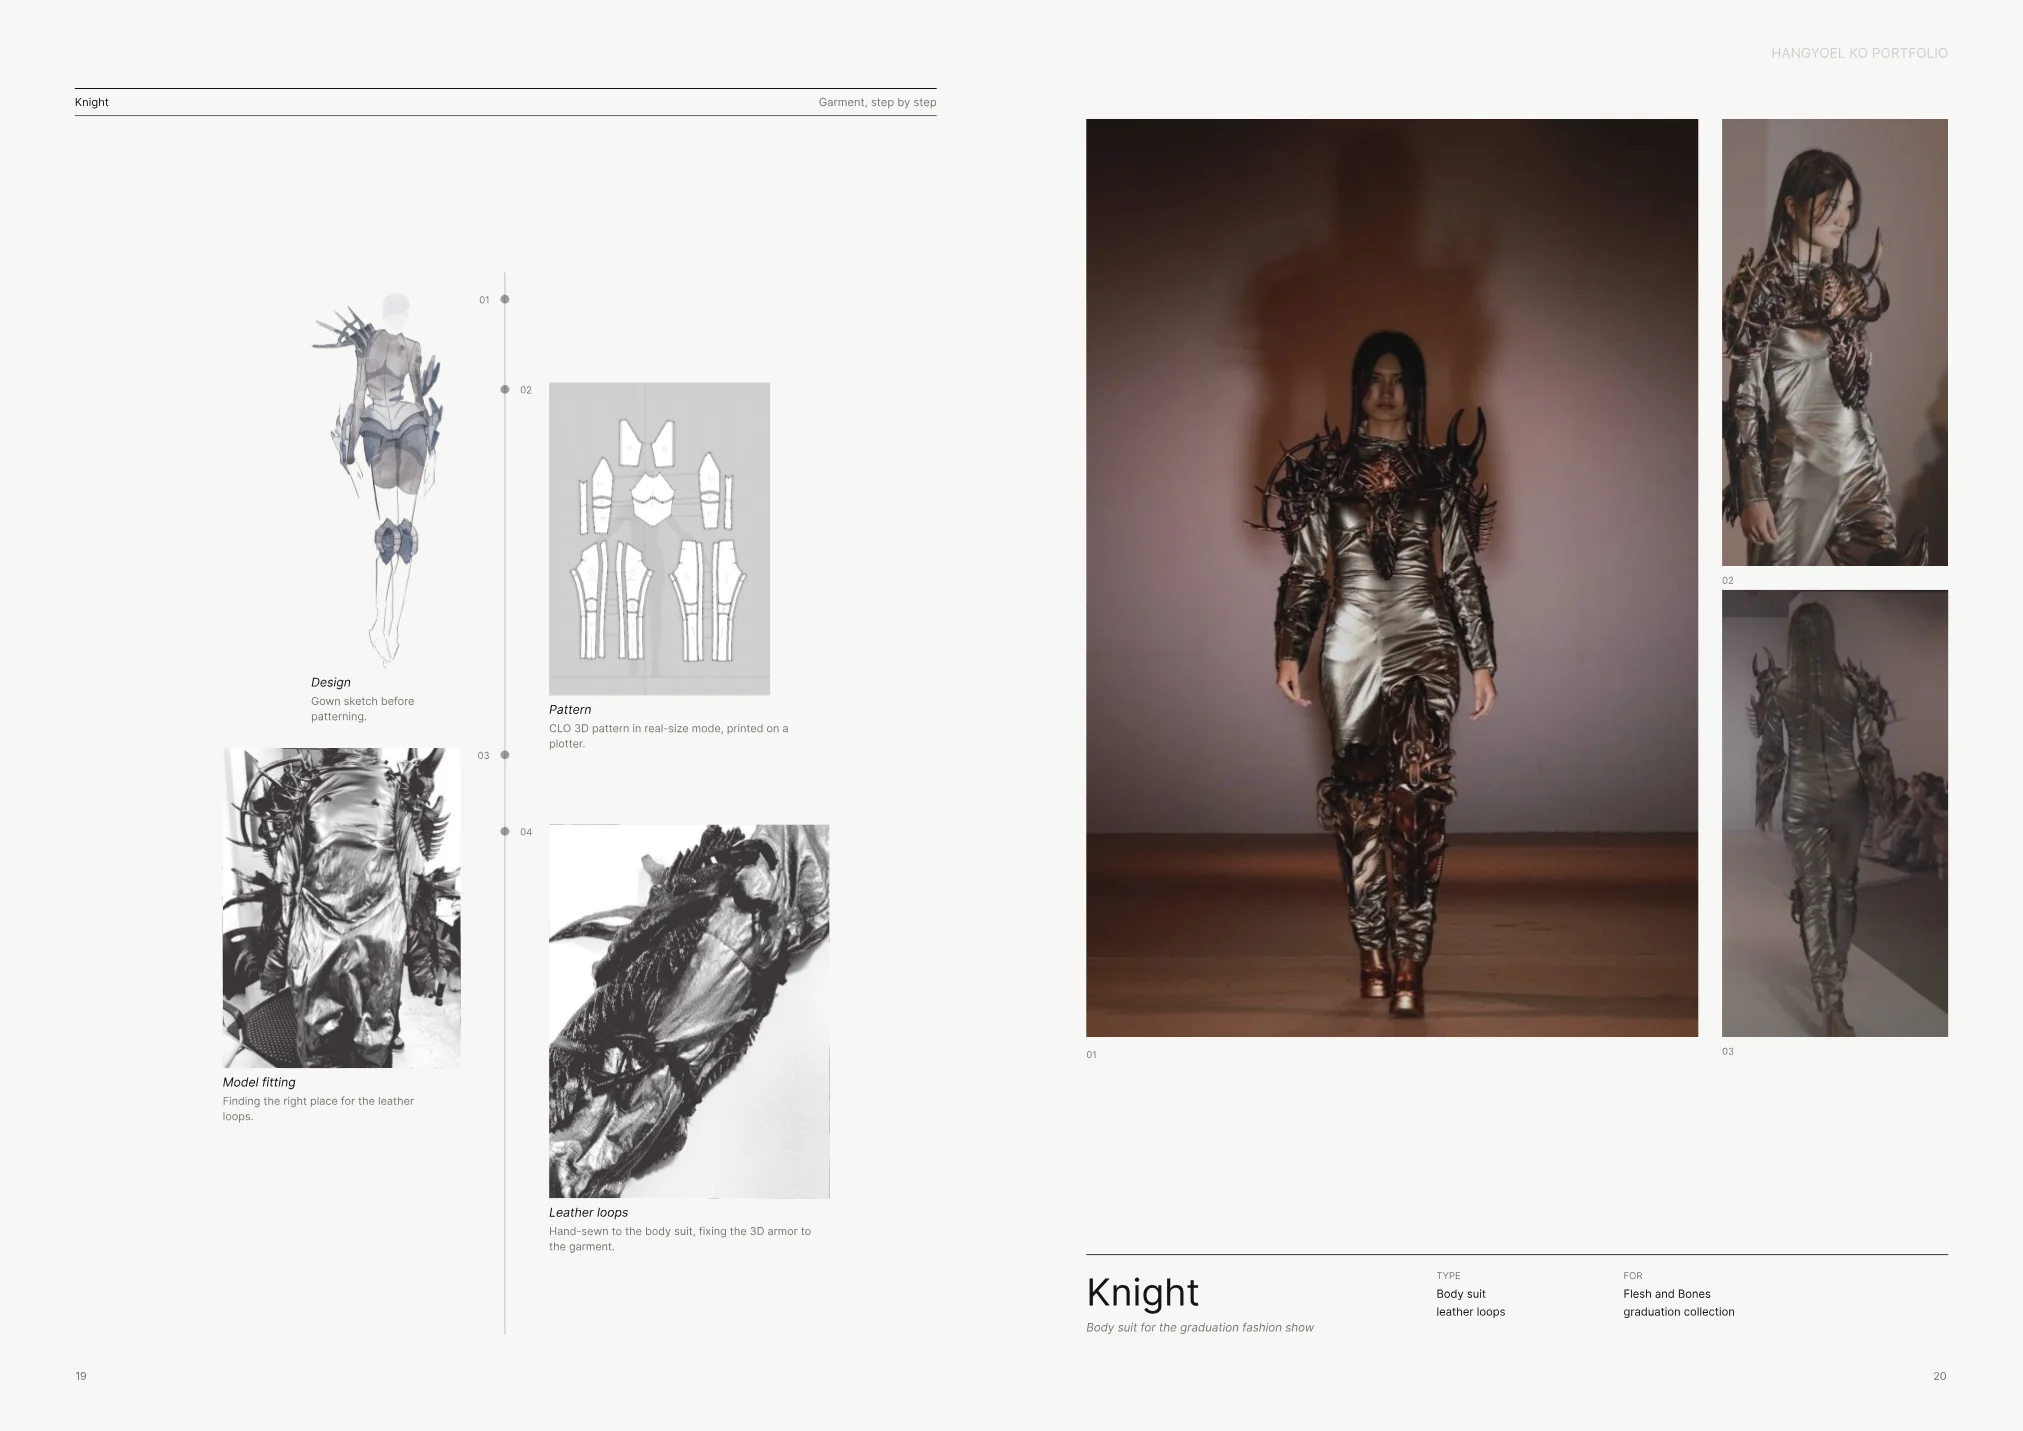 HANGYOEL KO PORTFOLIO
Knight
Garment, step by step
01
02
Design
Gown sketch before
patterning.
Pattern
CLO 3D pattern in real-size mode, printed on a
plotter.
03
04
Model fitting
Finding the right place for the leather
loops.
Leather loops
Hand-sewn to the body suit, fixing the 3D armor to
the garment.
19
01
02
03
Knight
Body suit for the graduation fashion show
TYPE
Body suit
leather loops
FOR
Flesh and Bones
graduation collection
20